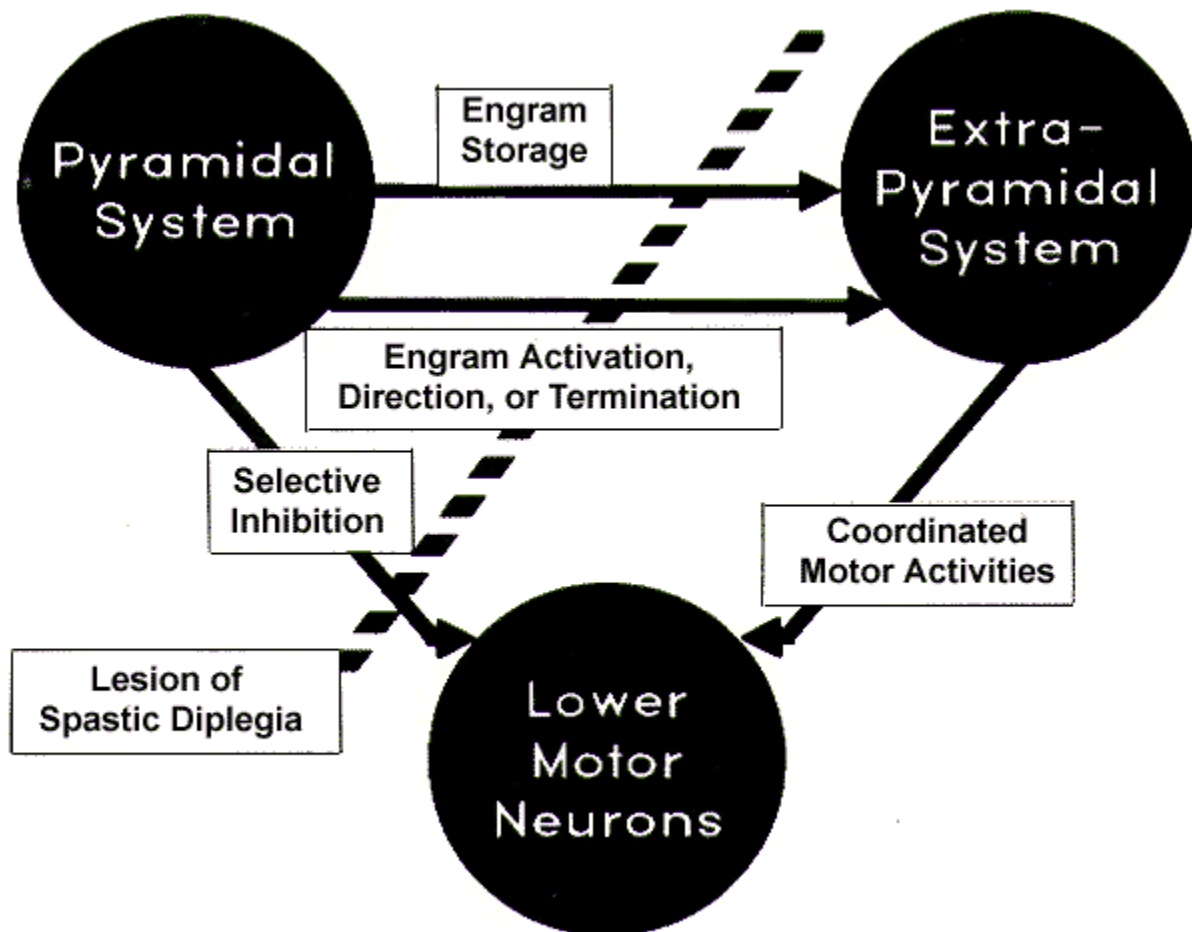 Pyramidal
System
Engram
Storage
Extra-
Pyramidal
System
Engram Activation,
Direction, or Termination
Selective
Inhibition
Coordinated
Motor Activities
Lesion of
Spastic Diplegia
Lower
Motor
Neurons